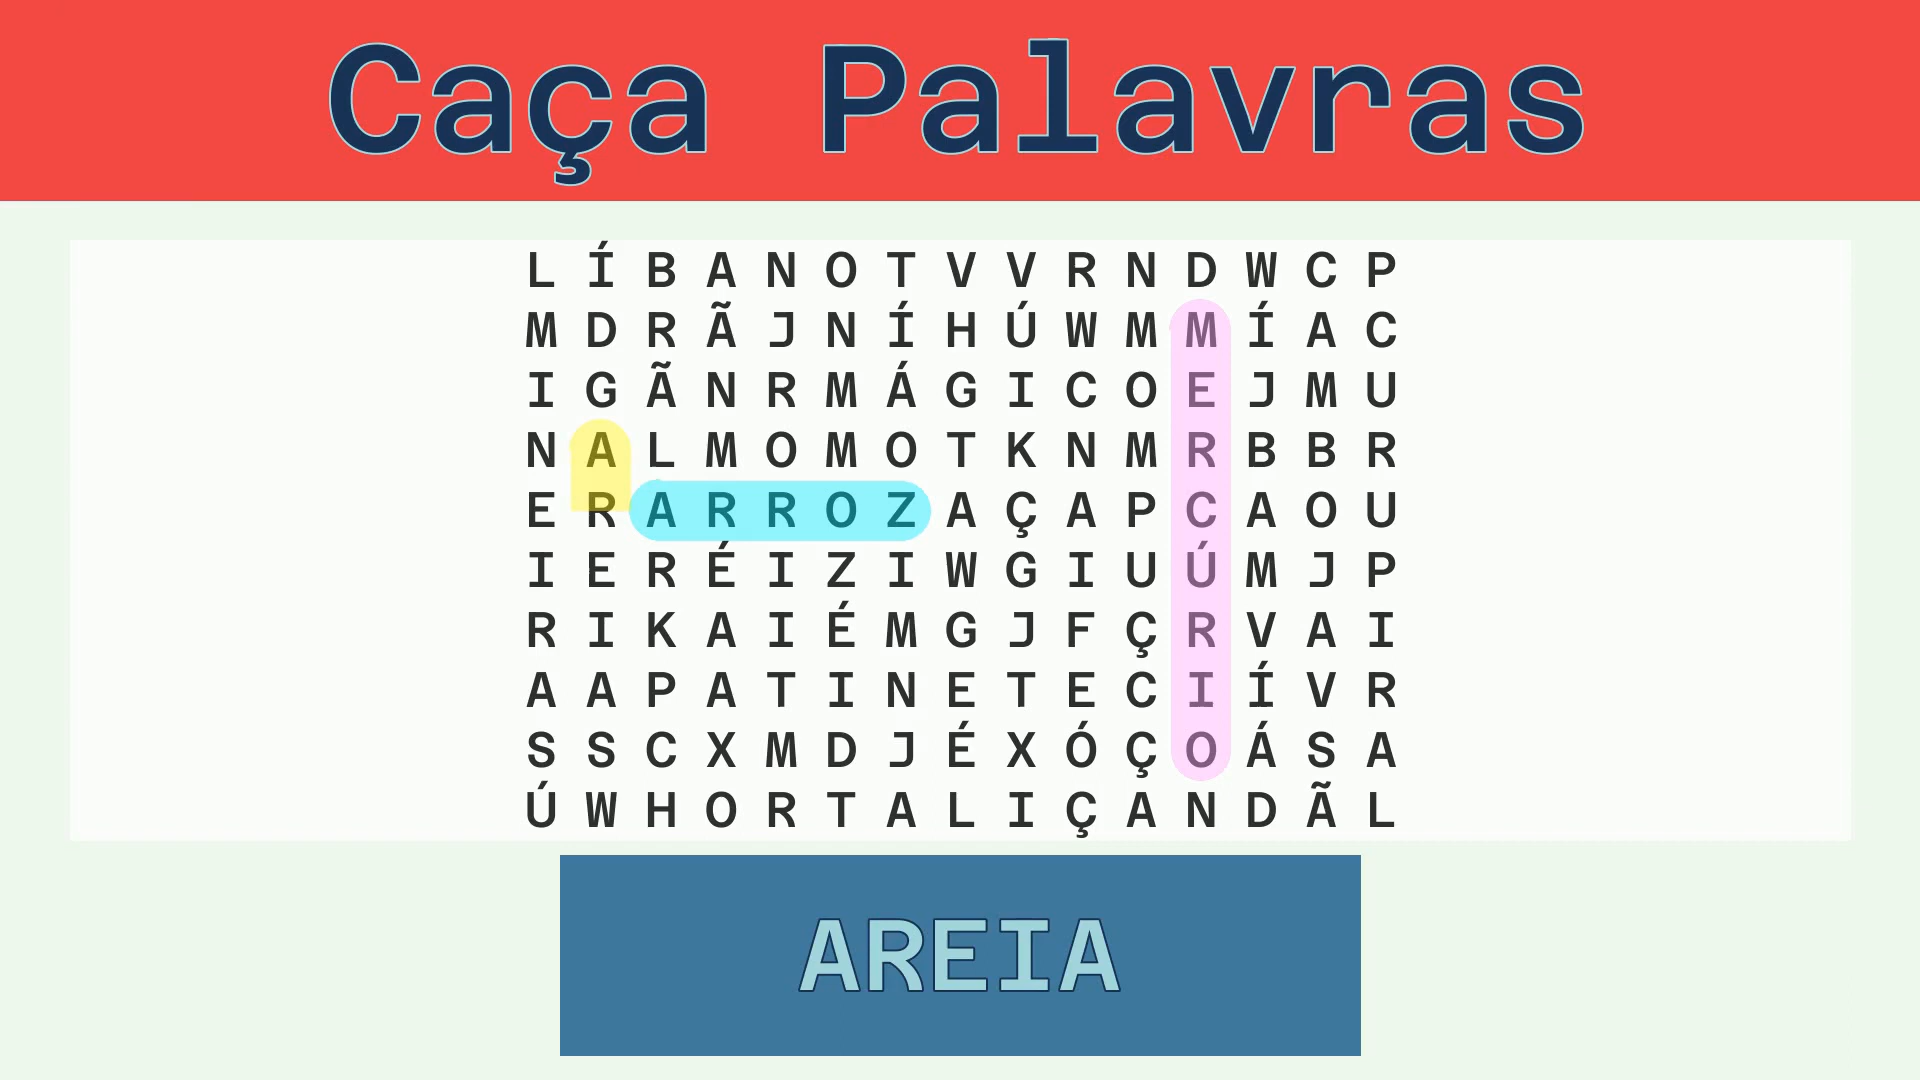 Caça Palavras
L Í B A N O T V V R N D W C P
M D R Ã J N Í H Ú W M M Í A C
I G Ã N R M Á G I C O E J M U
N A L M O M O T K N M R B B R
E R A R R O Z A Ç A P C A O U
I E R É I Z I W G I U Ú M J P
R I K A I É M G J F Ç R V A I
A A P A T I N E T E C I Í V R
S S C X M D J É X Ó Ç O Á S A
Ú W H O R T A L I Ç A N D Ã L
AREIA